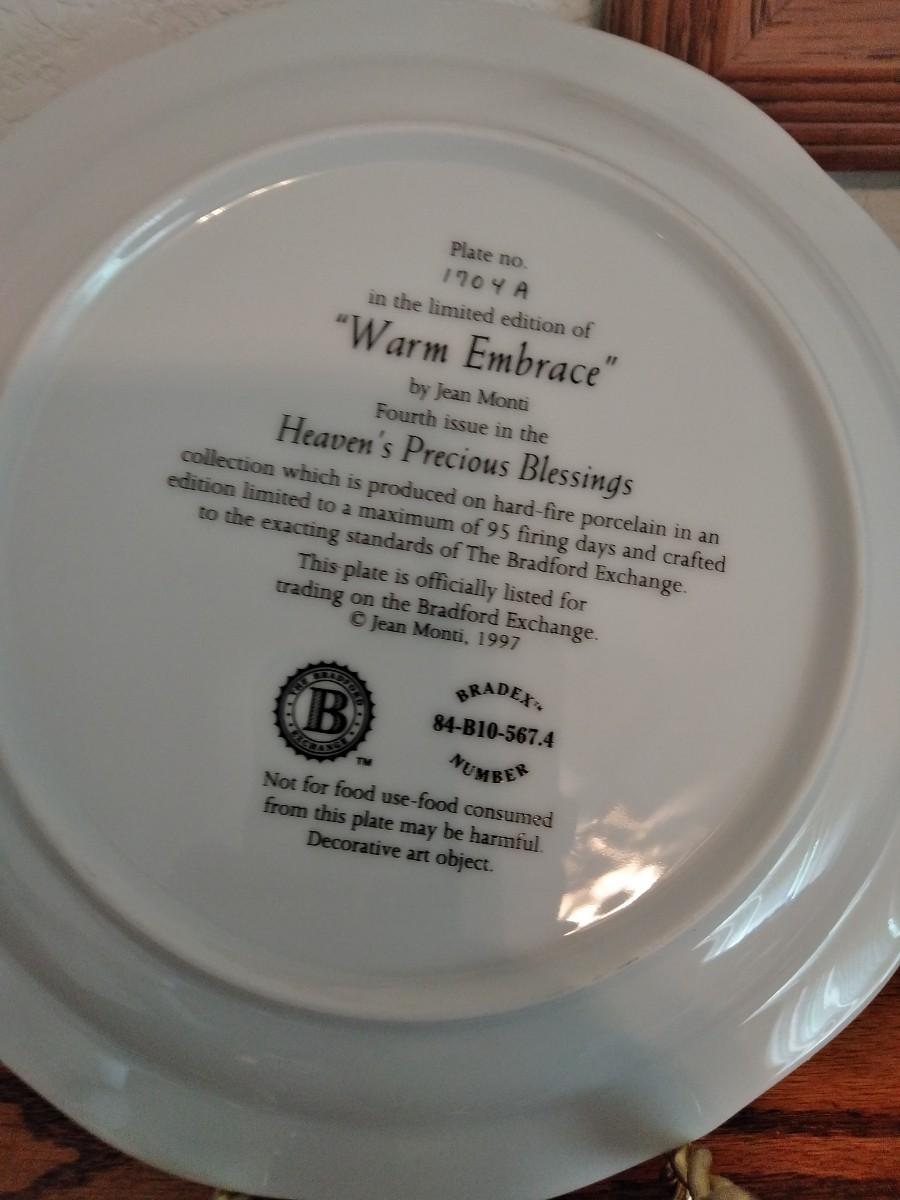 Plate no.
1704A
in the limited edition of
"Warm Embrace"
by Jean Monti
Fourth issue in the
Heaven's Precious Blessings
collection which is produced on hard-fire porcelain in an
edition limited to a maximum of 95 firing days and crafted
to the exacting standards of The Bradford Exchange.
This plate is officially listed for
trading on the Bradford Exchange.
© Jean Monti, 1997
THE BRADFORD
B
EXCHANGE
TM
BRADEX™
84-B10-567.4
NUMBER
Not for food use-food consumed
from this plate may be harmful.
Decorative art object.